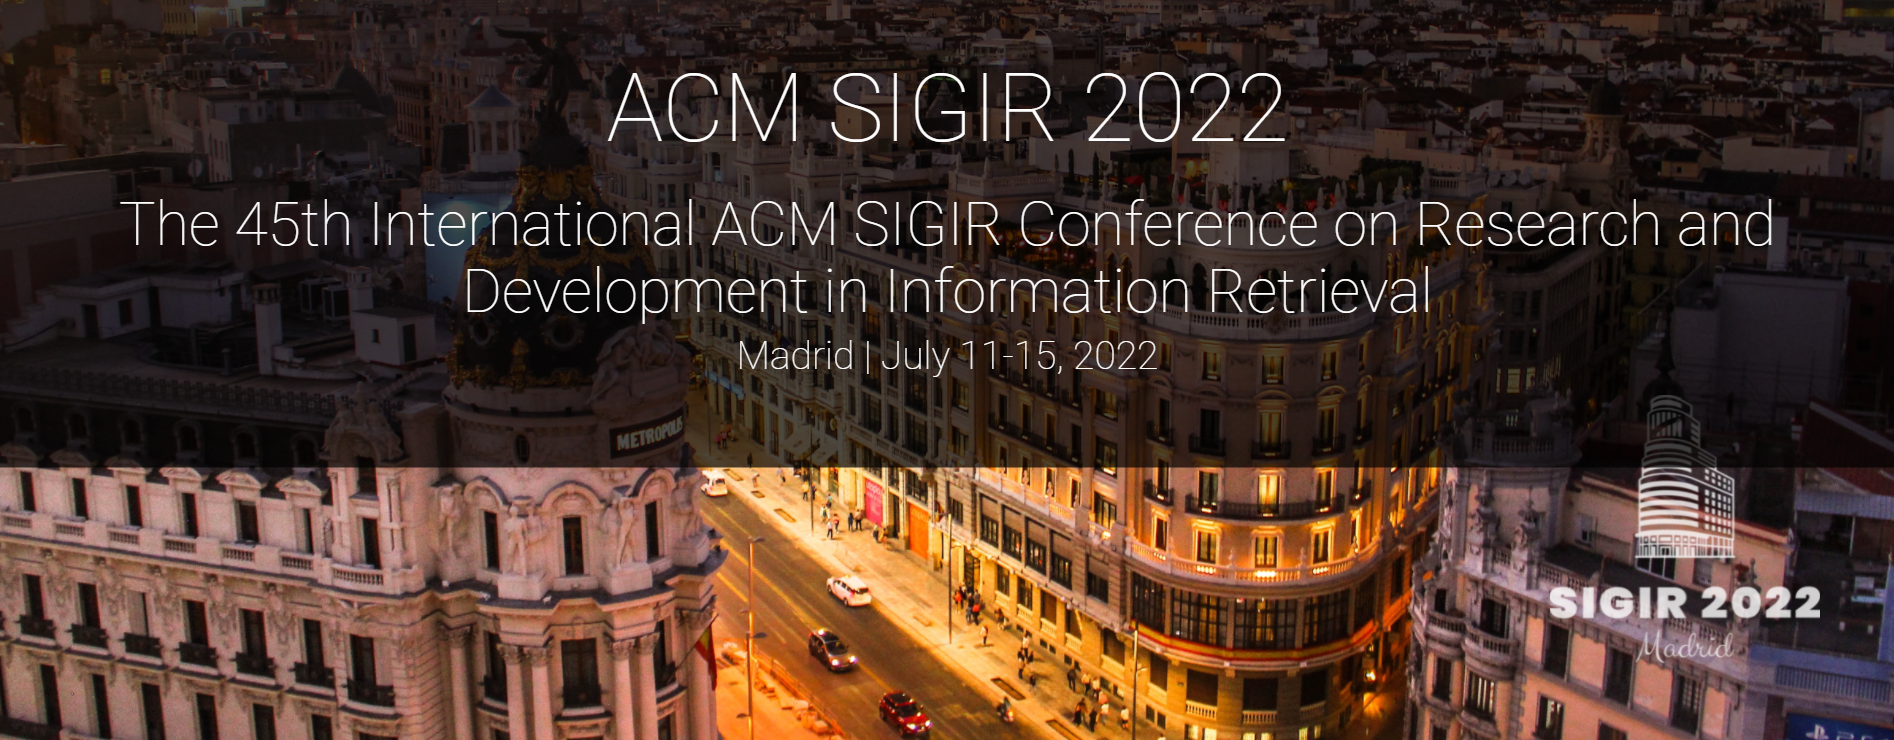 ACM SIGIR 2022
The 45th International ACM SIGIR Conference on Research and
Development in Information Retrieval
Madrid | July 11-15, 2022
METROPOLIS
SIGIR 2022
Madrid